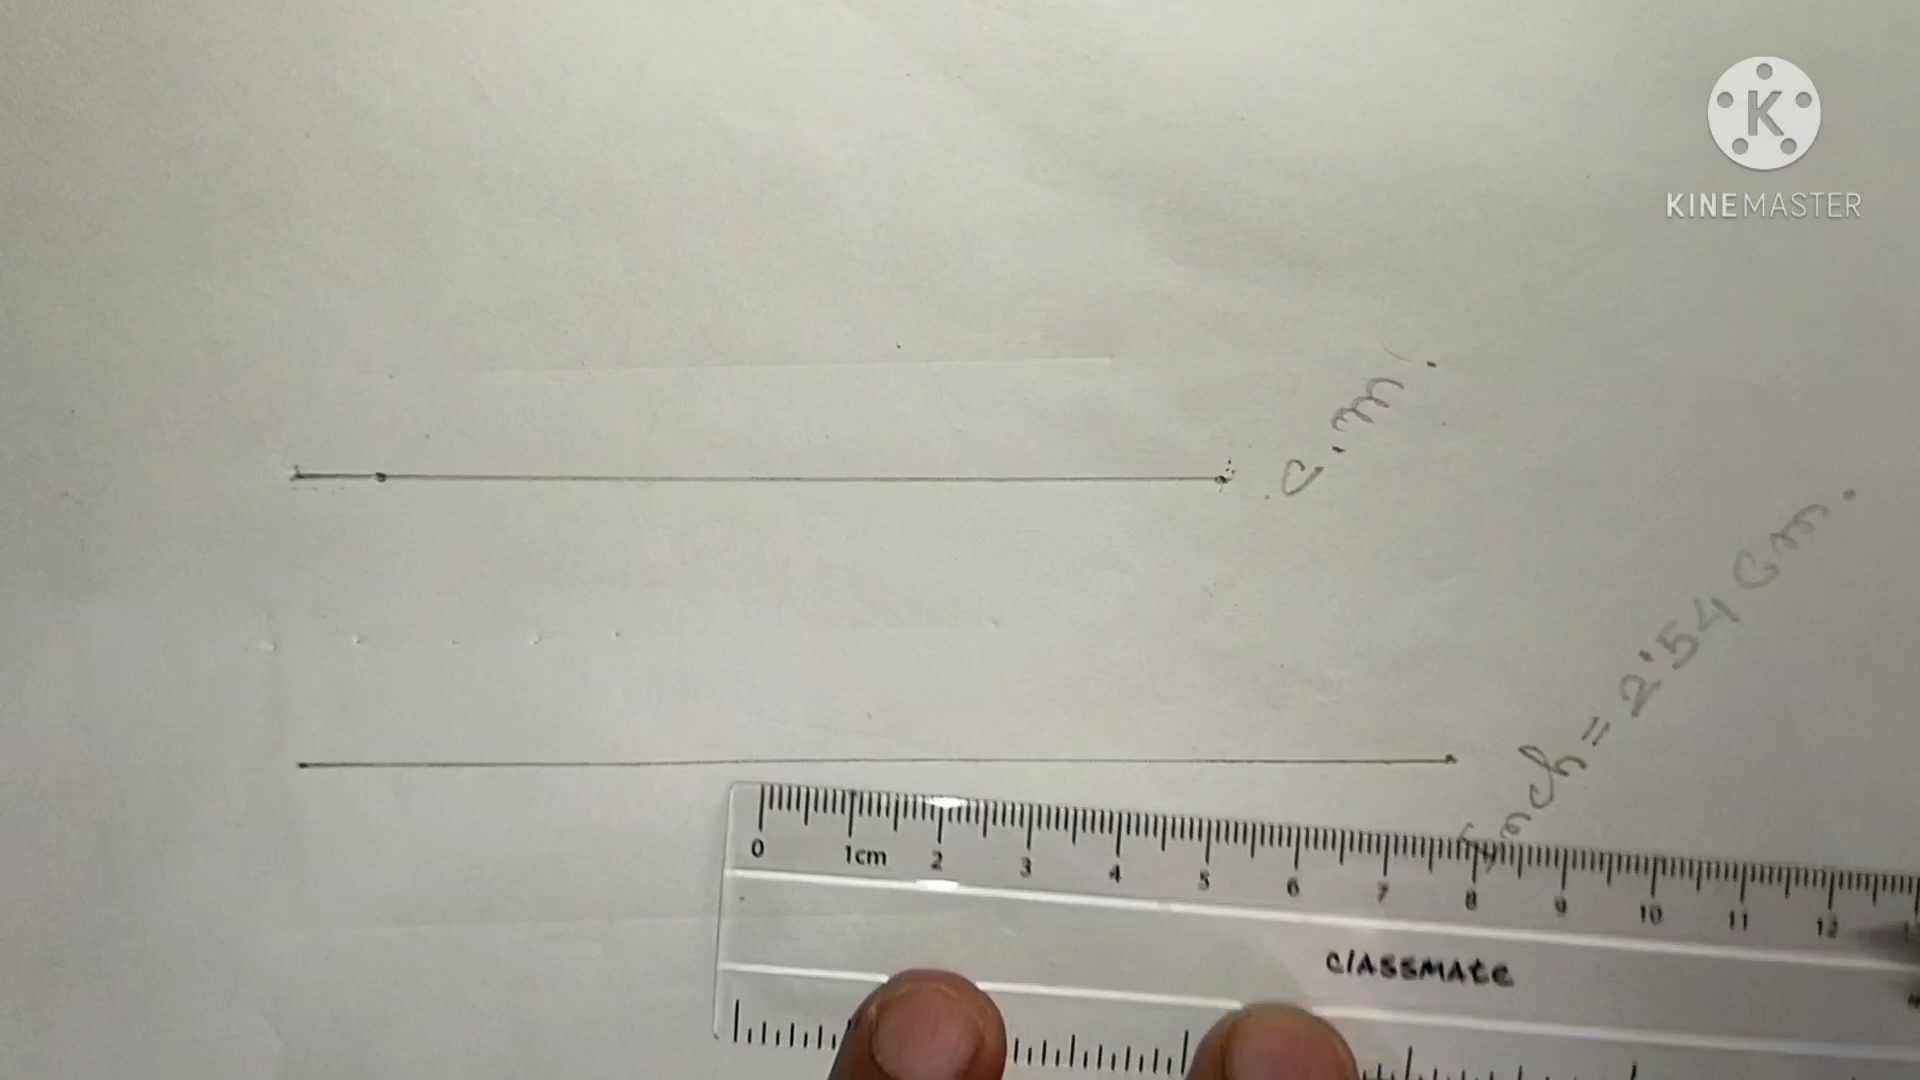 KINEMASTER
c.m.
Inch = 2.54 cm.
0 1cm 2 3 4 5 6 7 8 9 10 11 12
CLASSMATE